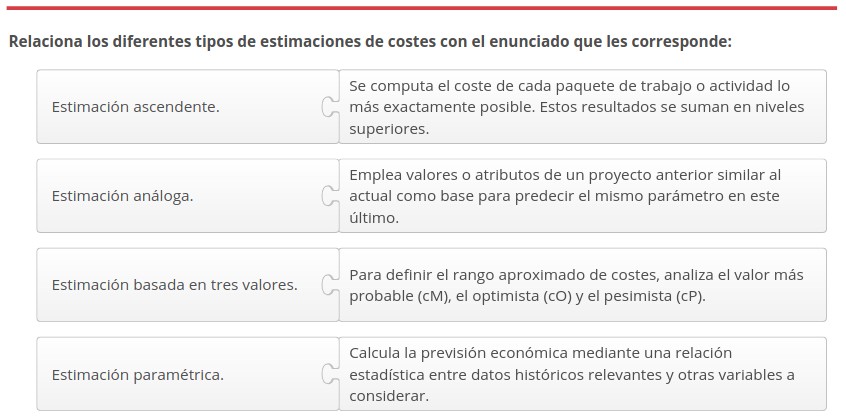 Relaciona los diferentes tipos de estimaciones de costes con el enunciado que les corresponde:
Estimación ascendente.
Se computa el coste de cada paquete de trabajo o actividad lo
más exactamente posible. Estos resultados se suman en niveles
superiores.
Estimación análoga.
Emplea valores o atributos de un proyecto anterior similar al
actual como base para predecir el mismo parámetro en este
último.
Estimación basada en tres valores.
Para definir el rango aproximado de costes, analiza el valor más
probable (cM), el optimista (cO) y el pesimista (cP).
Estimación paramétrica.
Calcula la previsión económica mediante una relación
estadística entre datos históricos relevantes y otras variables a
considerar.